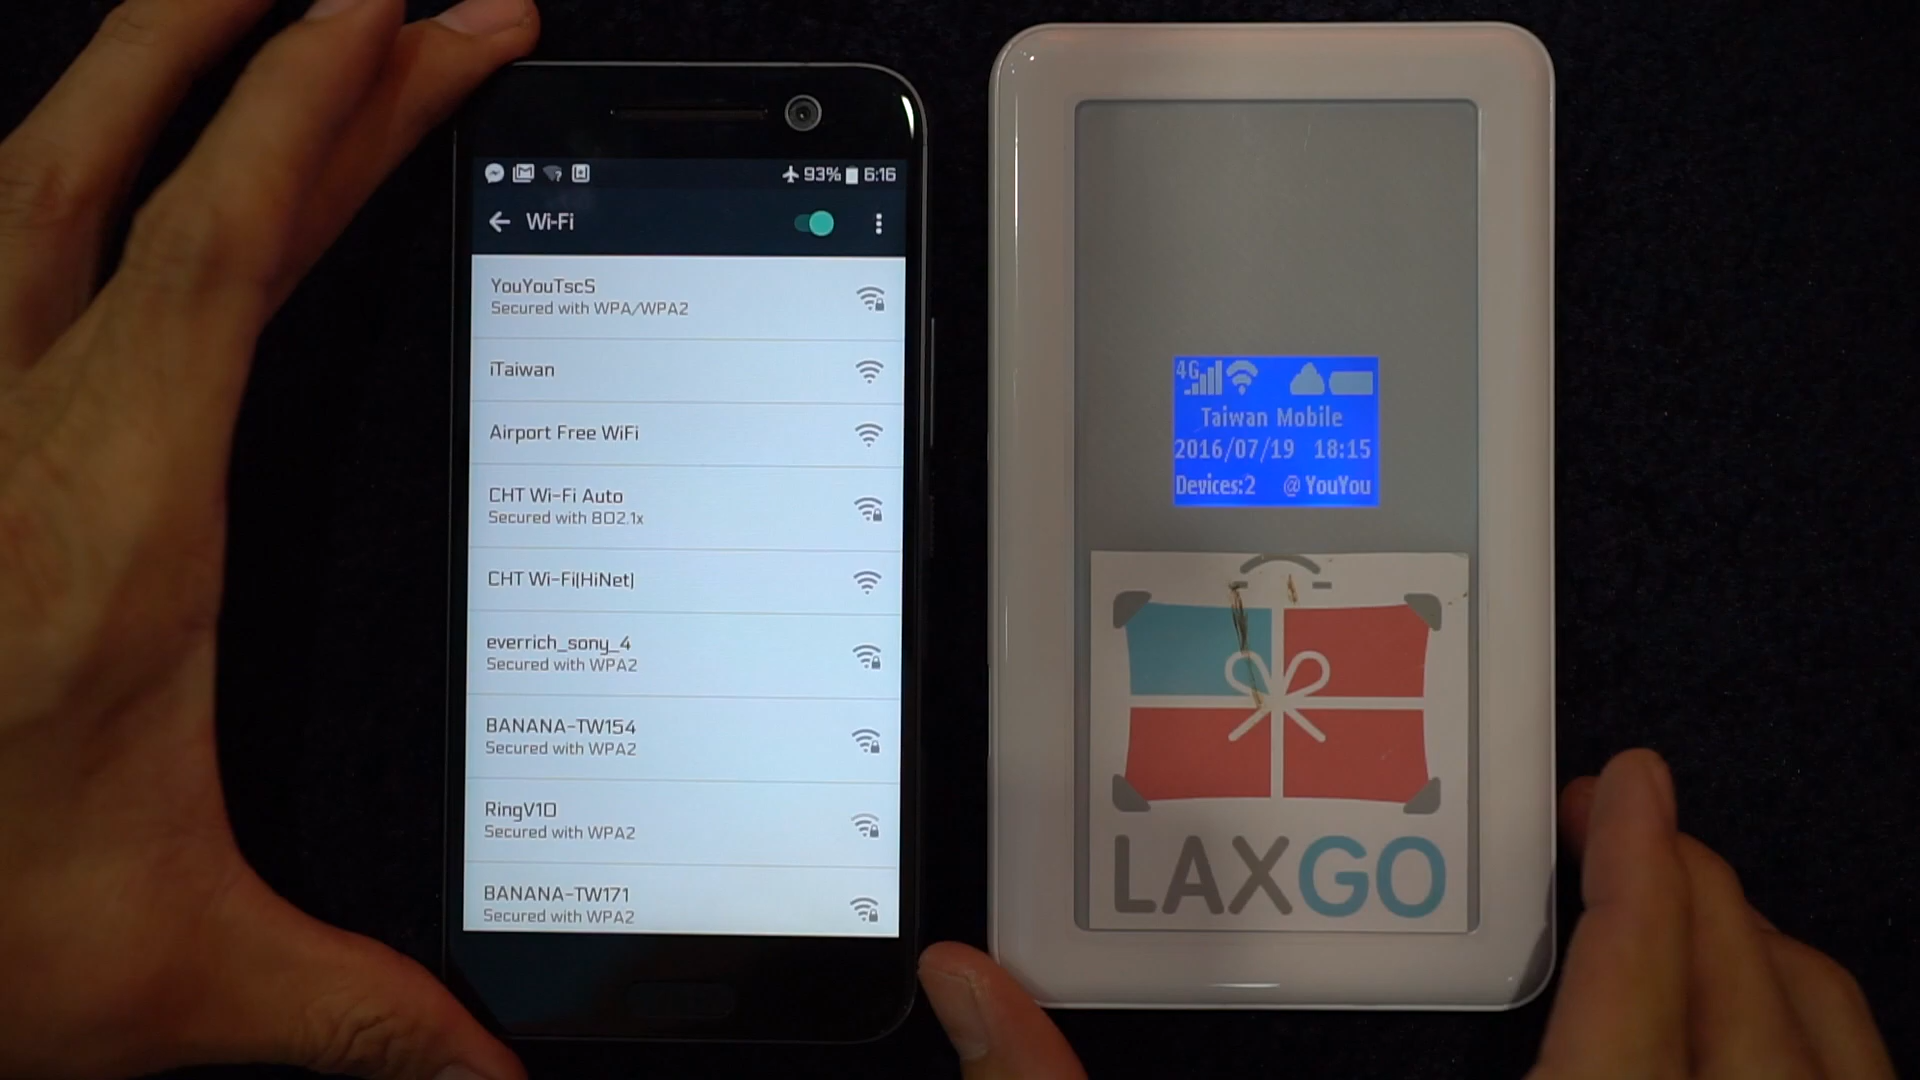 93% 6:16
Wi-Fi
YouYouTscS
Secured with WPA/WPA2
iTaiwan
Airport Free WiFi
CHT Wi-Fi Auto
Secured with 802.1x
CHT Wi-Fi(HiNet)
everrich_sony_4
Secured with WPA2
BANANA-TW154
Secured with WPA2
RingV10
Secured with WPA2
BANANA-TW171
Secured with WPA2
4G
Taiwan Mobile
2016/07/19 18:15
Devices:2 @YouYou
LAXGO